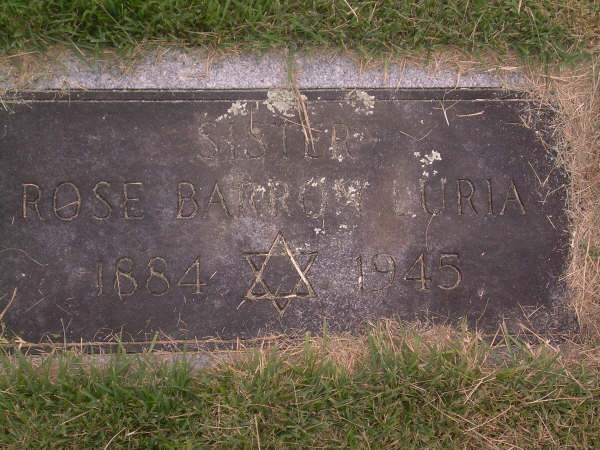 SISTER
ROSE BARRON LURIA
1884 1945